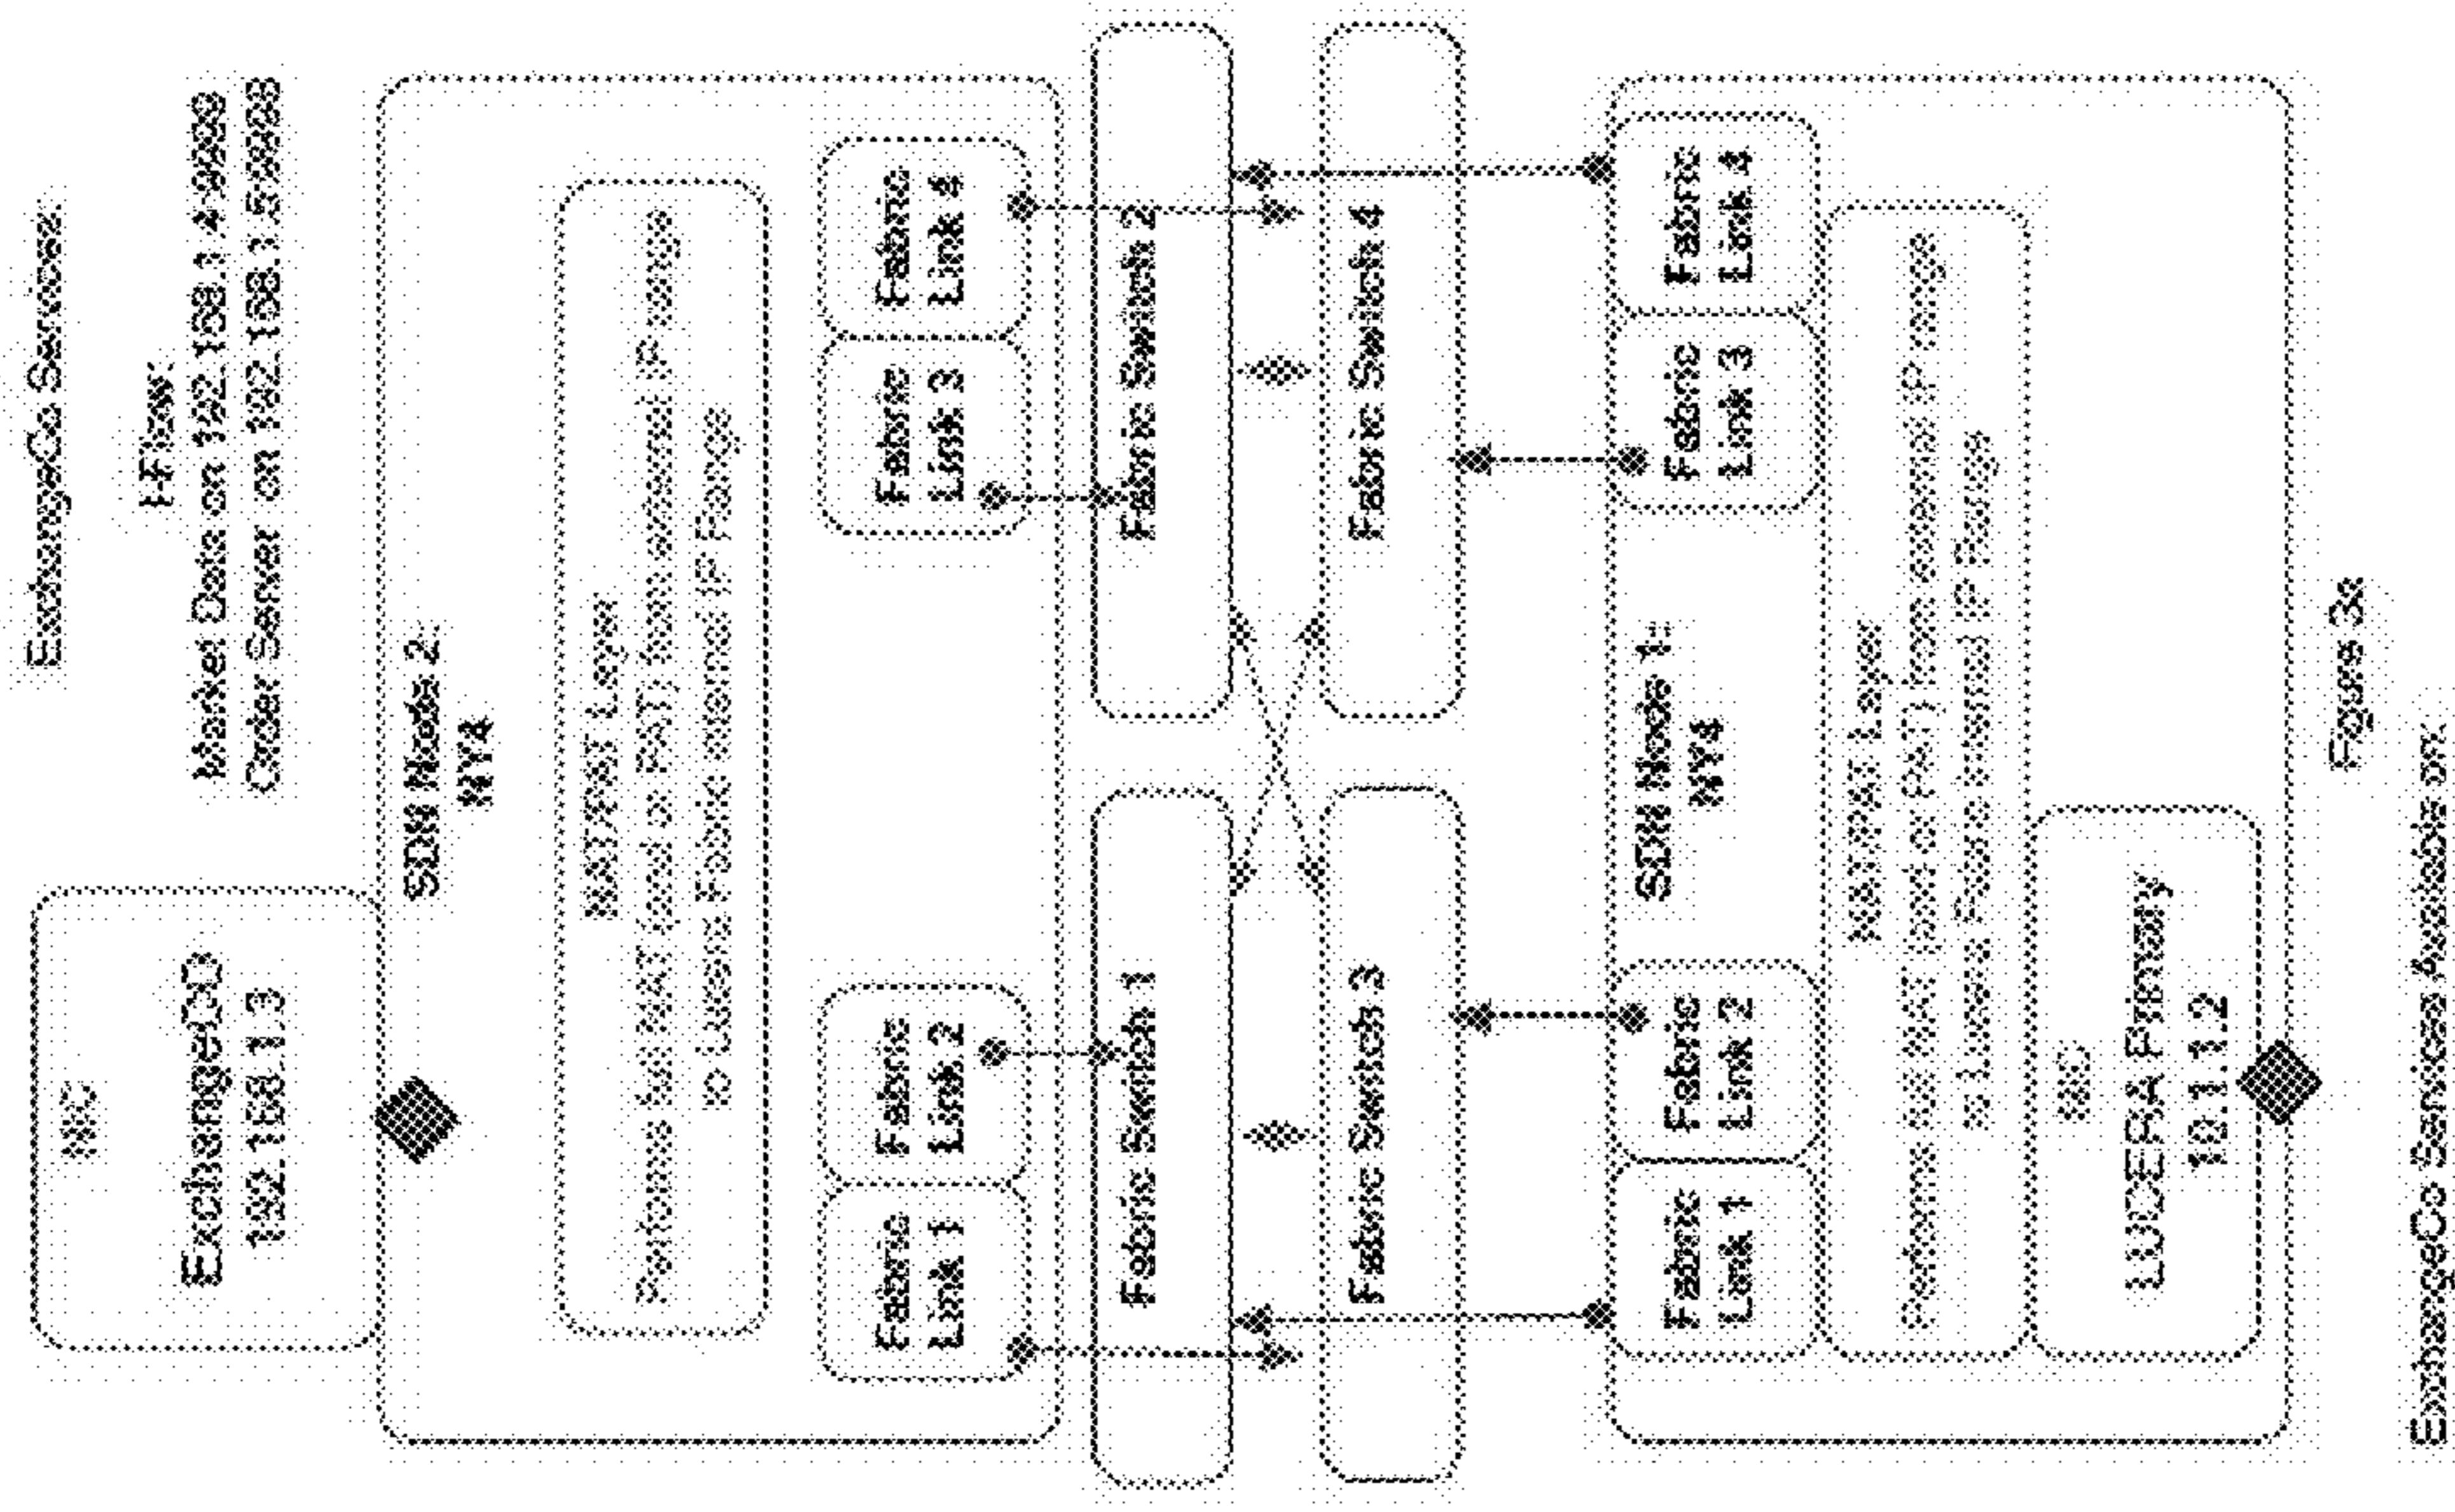 ExchangeCo Services:
NIC
ExchangeCO
192.168.1.3
Market Data on 192.168.1.4:9999
Order Server on 192.168.1.5:8888
SDN Node 2:
NY4
NAT/PAT Layer
Performs full NAT (and or PAT) from external IP range
to Lucera Fabric internal IP Range
Fabric
Link 1
Fabric
Link 2
Fabric
Link 3
Fabric
Link 4
Fabric Switch 1
Fabric Switch 2
Fabric Switch 3
Fabric Switch 4
Fabric
Link 1
Fabric
Link 2
SDN Node 1:
NY4
Fabric
Link 3
Fabric
Link 4
NAT/PAT Layer
Performs full NAT (and or PAT) from external IP range
to Lucera Fabric internal IP Range
NIC
LUCERA Primary
10.1.1.2
Figure 3a
ExchangeCo Services Available on: